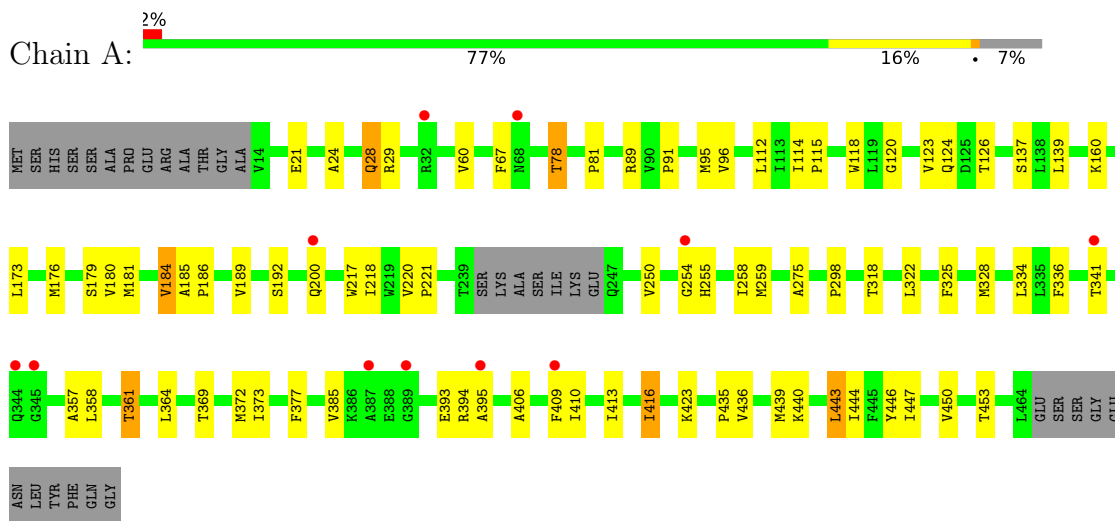 2%
Chain A:
77% 16% • 7%
MET SER HIS SER SER ALA PRO GLU ARG ALA THR GLY ALA V14 E21 A24 Q28 R29 R32 V60 F67 N68 T78 P81 R89 V90 P91 M95 V96 L112 I113 I114 P115 W118 L119 G120 V123 Q124 D125 T126 S137 L138 L139 K160
L173 M176 S179 V180 M181 V184 A185 P186 V189 S192 Q200 W217 I218 W219 V220 P221 T239 SER LYS ALA SER ILE LYS GLU Q247 V250 G254 H255 I258 M259 A275 P298 T318 L322 F325 M328 L334 L335 F336 T341
Q344 G345 A357 L358 T361 L364 T369 M372 I373 F377 V385 K386 A387 E388 G389 E393 R394 A395 A406 F409 I410 I413 I416 K423 P435 V436 M439 K440 L443 I444 F445 Y446 I447 V450 T453 L464 GLU SER SER GLY
ASN LEU TYR PHE GLN GLY